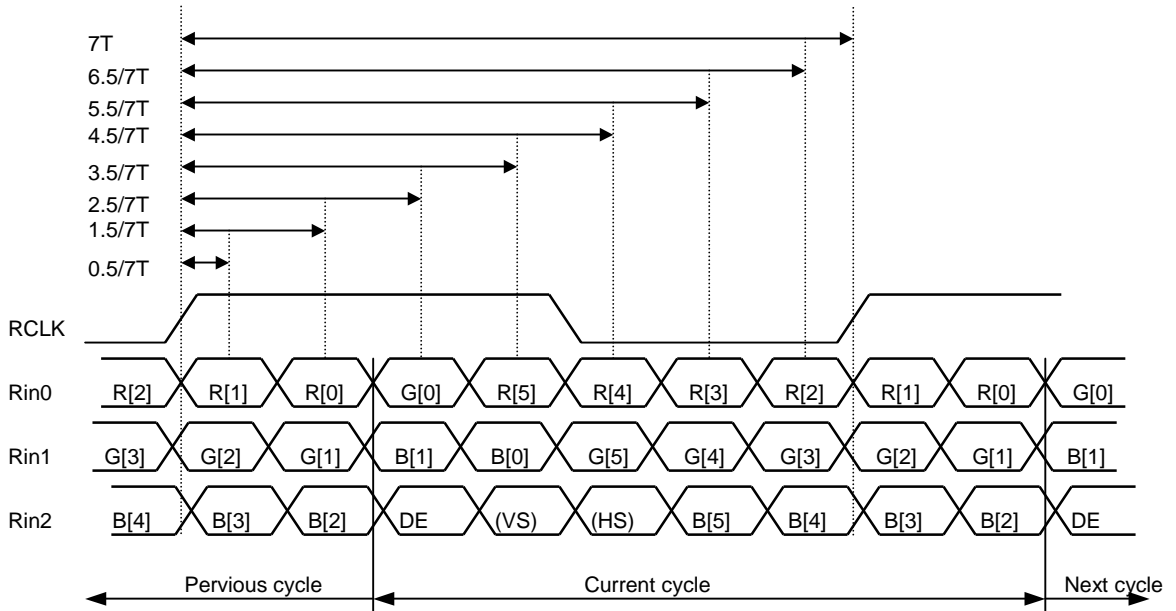 7T
6.5/7T
5.5/7T
4.5/7T
3.5/7T
2.5/7T
1.5/7T
0.5/7T
RCLK
Rin0 R[2] R[1] R[0] G[0] R[5] R[4] R[3] R[2] R[1] R[0] G[0]
Rin1 G[3] G[2] G[1] B[1] B[0] G[5] G[4] G[3] G[2] G[1] B[1]
Rin2 B[4] B[3] B[2] DE (VS) (HS) B[5] B[4] B[3] B[2] DE
Pervious cycle Current cycle Next cycle